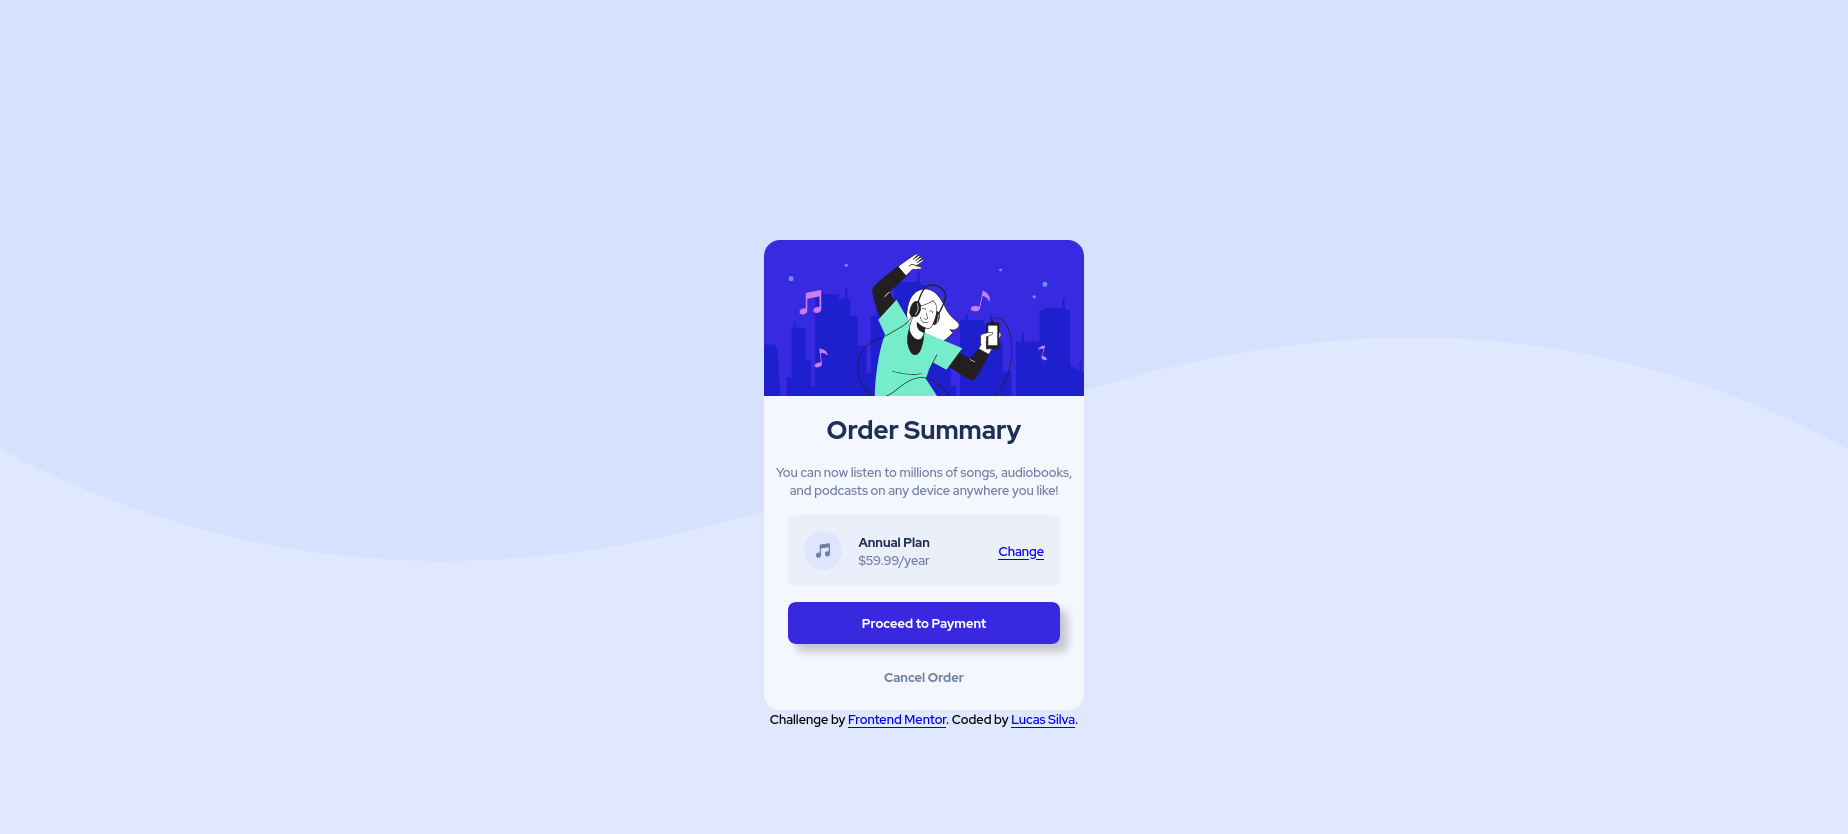 Order Summary
You can now listen to millions of songs, audiobooks,
and podcasts on any device anywhere you like!
Annual Plan
$59.99/year
Change
Proceed to Payment
Cancel Order
Challenge by Frontend Mentor. Coded by Lucas Silva.